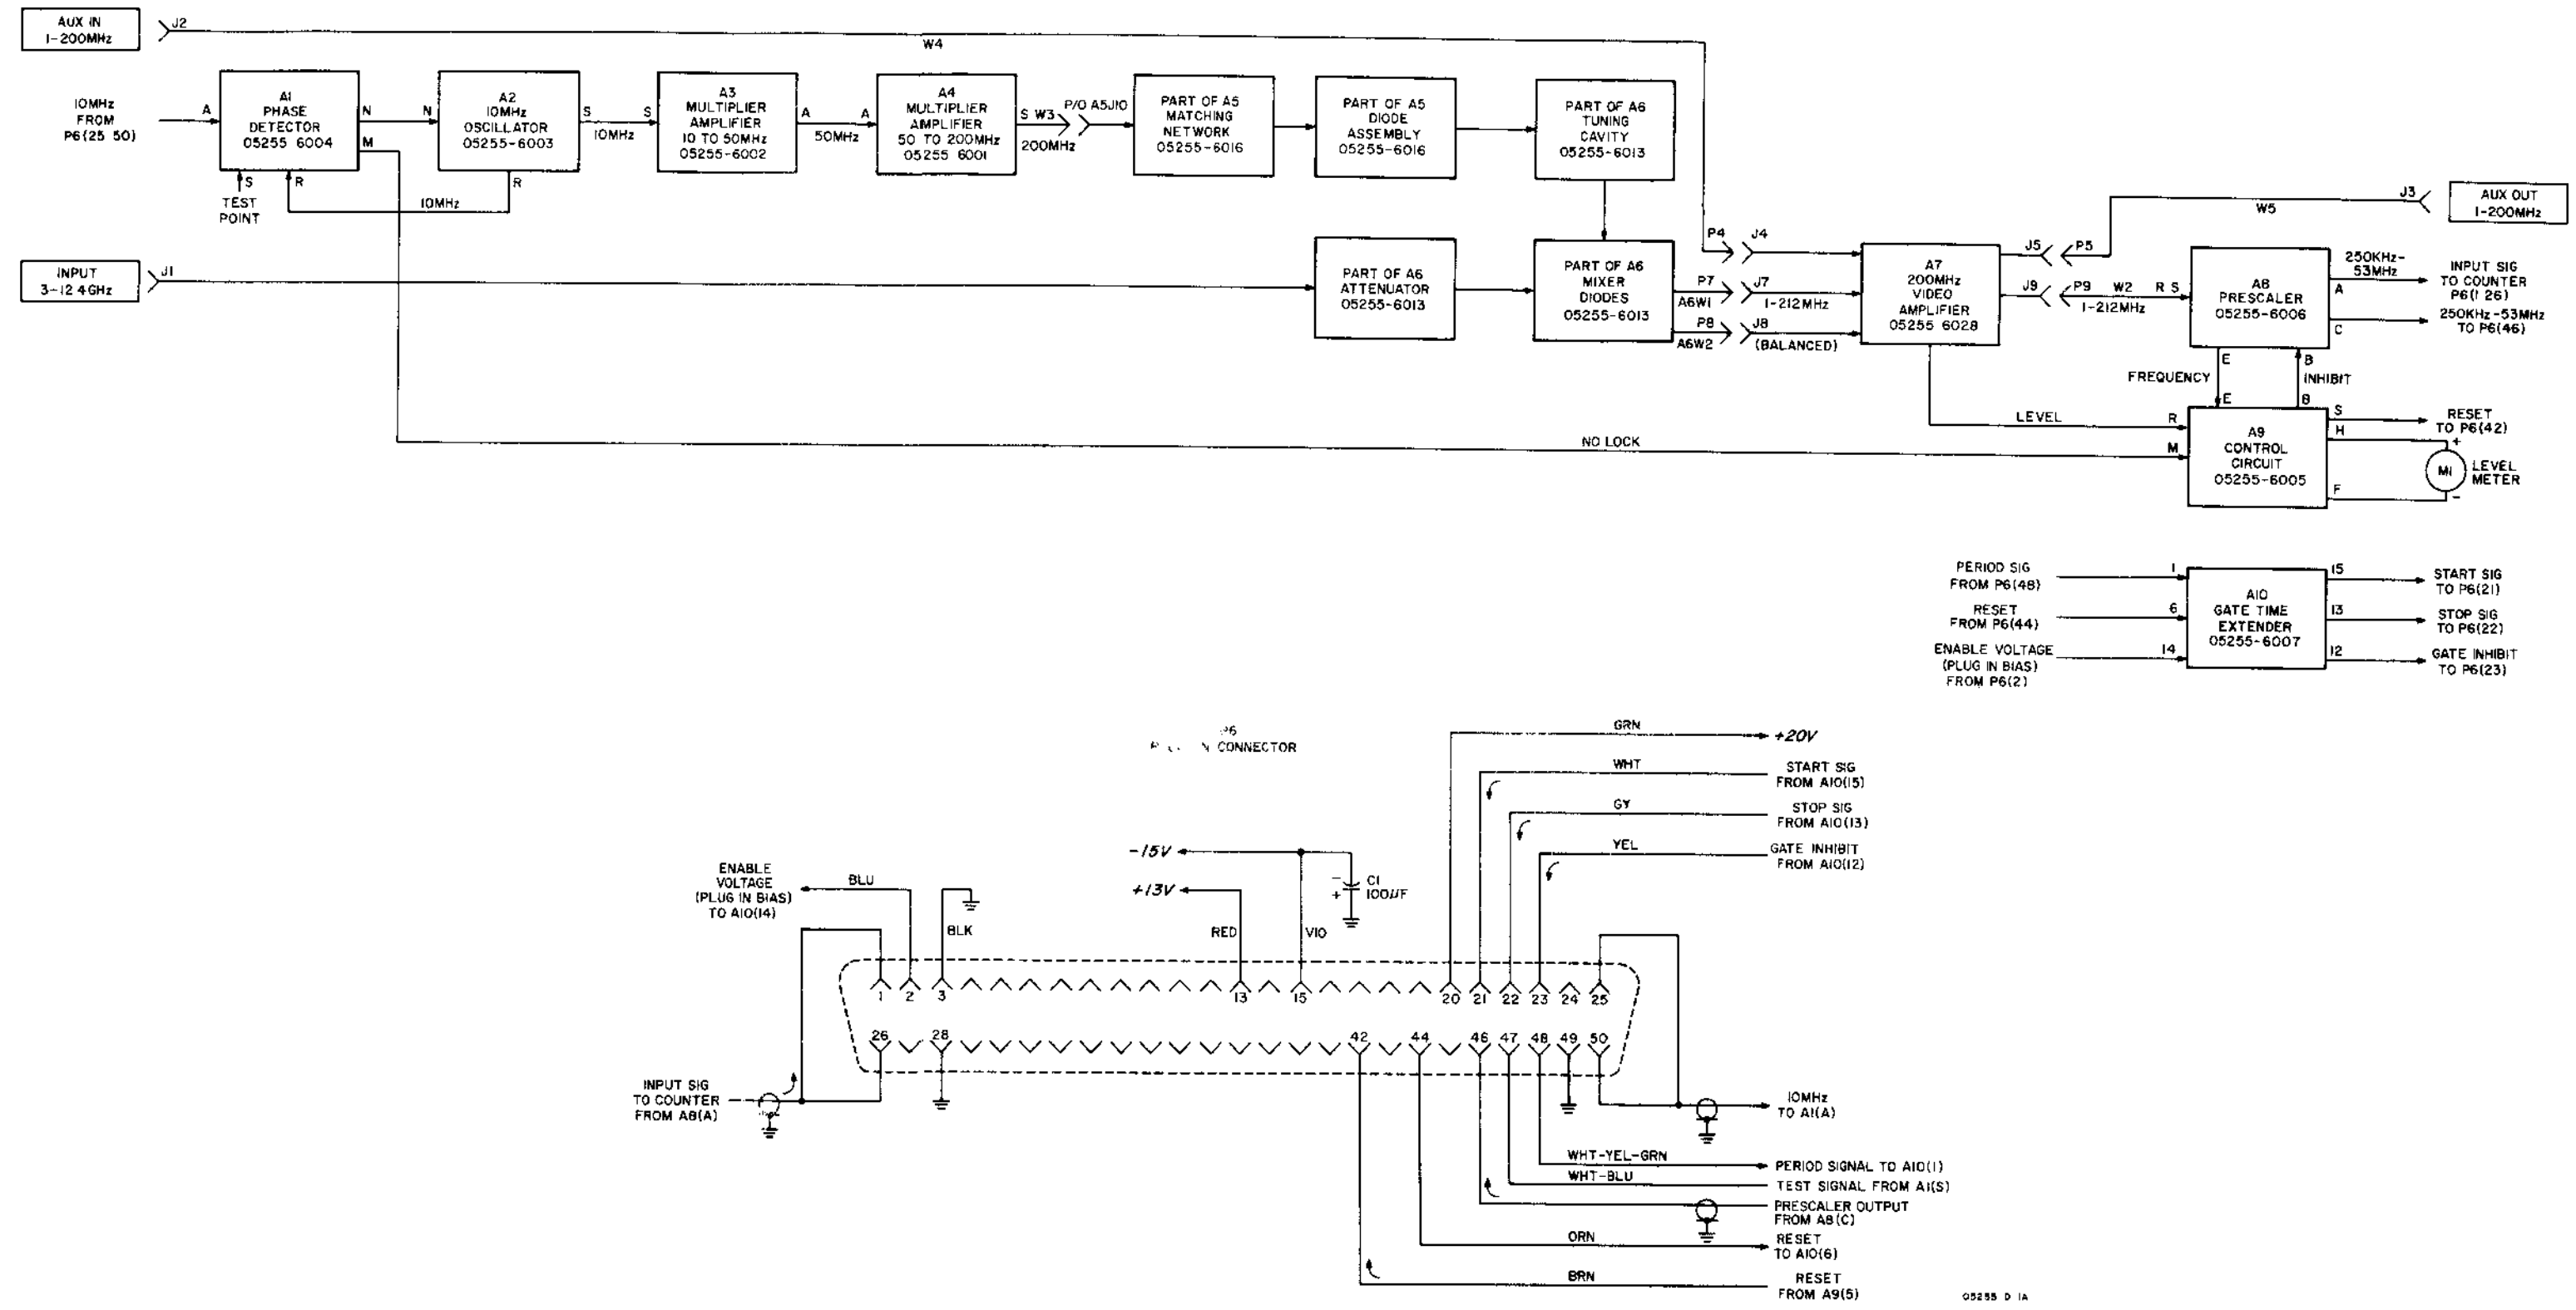 AUX IN
1-200MHz
J2
W4
10MHz
FROM
P6(25 50)
A
A1
PHASE
DETECTOR
05255 6004
N
M
S
R
TEST
POINT
10MHz
N
A2
10MHz
OSCILLATOR
05255-6003
R
S
10MHz
S
A3
MULTIPLIER
AMPLIFIER
10 TO 50MHz
05255-6002
A
50MHz
A
A4
MULTIPLIER
AMPLIFIER
50 TO 200MHz
05255 6001
S W3
200MHz
P/O A5J10
PART OF A5
MATCHING
NETWORK
05255-6016
PART OF A5
DIODE
ASSEMBLY
05255-6016
PART OF A6
TUNING
CAVITY
05255-6013
INPUT
3-12 4GHz
J1
PART OF A6
ATTENUATOR
05255-6013
PART OF A6
MIXER
DIODES
05255-6013
P4
J4
P7
J7
A6W1
1-212MHz
P8
J8
A6W2
(BALANCED)
A7
200MHz
VIDEO
AMPLIFIER
05255 6028
J5
P5
W5
J3
AUX OUT
1-200MHz
J9
P9
W2
R S
1-212MHz
A8
PRESCALER
05255-6006
250KHz-
53MHz
A
INPUT SIG
TO COUNTER
P6(1 26)
C
250KHz-53MHz
TO P6(46)
E
B
FREQUENCY
INHIBIT
E
B
LEVEL
R
NO LOCK
M
A9
CONTROL
CIRCUIT
05255-6005
S
RESET
TO P6(42)
H
+
M1
LEVEL
METER
F
-
PERIOD SIG
FROM P6(48)
1
RESET
FROM P6(44)
6
ENABLE VOLTAGE
(PLUG IN BIAS)
FROM P6(2)
14
A10
GATE TIME
EXTENDER
05255-6007
15
START SIG
TO P6(21)
13
STOP SIG
TO P6(22)
12
GATE INHIBIT
TO P6(23)
CONNECTOR
GRN
+20V
WHT
START SIG
FROM A10(15)
GY
STOP SIG
FROM A10(13)
YEL
GATE INHIBIT
FROM A10(12)
-15V
+13V
-
+
C1
100UF
ENABLE
VOLTAGE
(PLUG IN BIAS)
TO A10(14)
BLU
BLK
RED
VIO
1 2 3 13 15 20 21 22 23 24 25
26 28 42 44 46 47 48 49 50
INPUT SIG
TO COUNTER
FROM A8(A)
10MHz
TO A1(A)
WHT-YEL-GRN
PERIOD SIGNAL TO A10(1)
WHT-BLU
TEST SIGNAL FROM A1(S)
PRESCALER OUTPUT
FROM A8(C)
ORN
RESET
TO A10(6)
BRN
RESET
FROM A9(5)
05255 D 1A